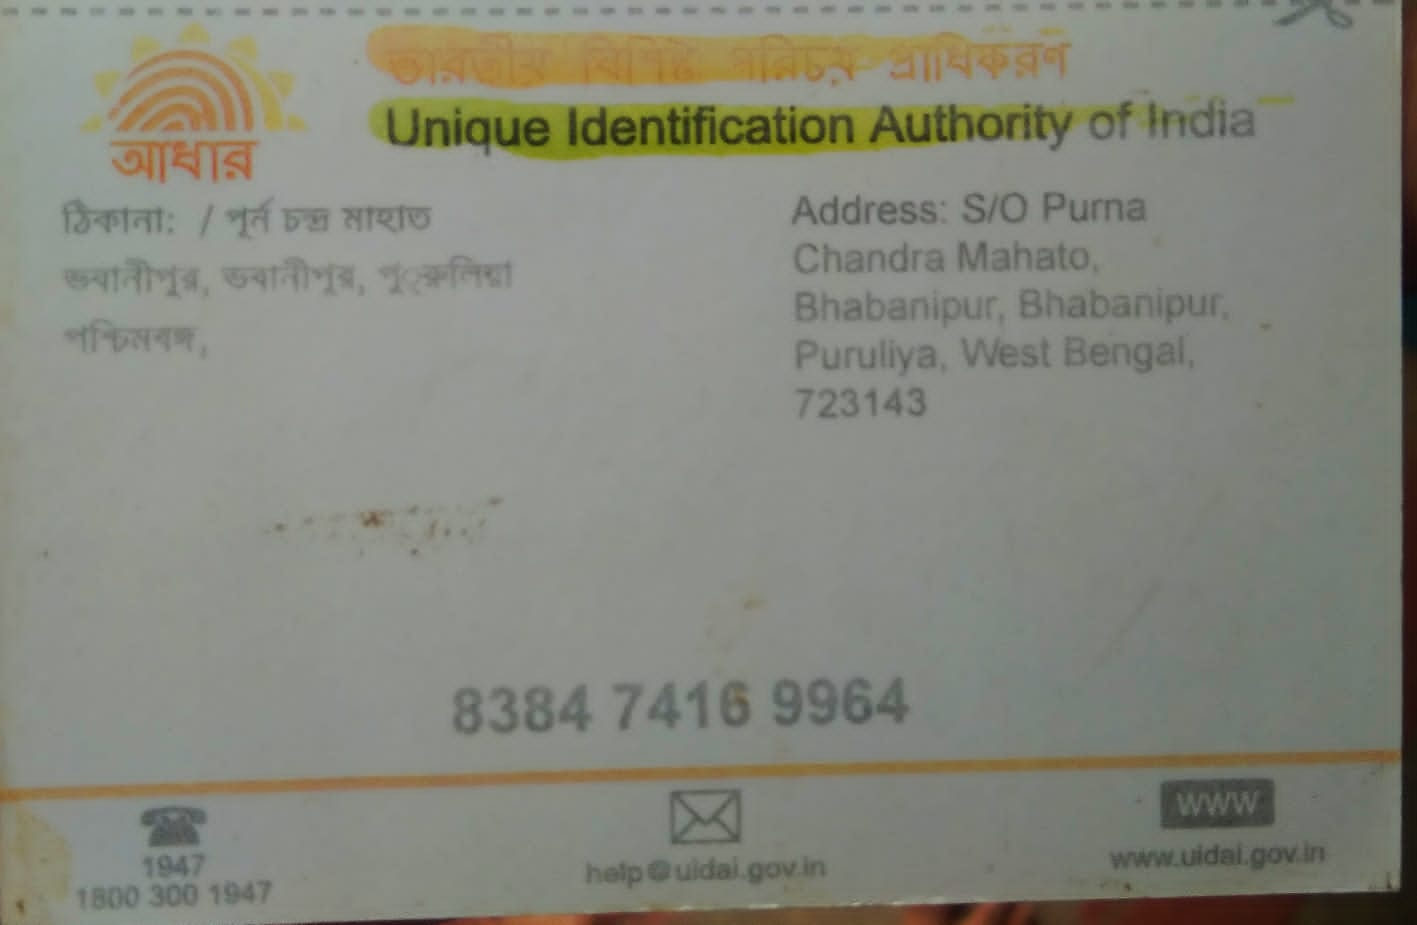 ভারতীয় বিশিষ্ট পরিচয় প্রাধিকরণ
Unique Identification Authority of India
আধার
ঠিকানা: / পূর্ন চন্দ্র মাহাত
ভবানীপুর, ভবানীপুর, পু্রুলিয়া
পশ্চিমবঙ্গ,
Address: S/O Purna
Chandra Mahato,
Bhabanipur, Bhabanipur,
Puruliya, West Bengal,
723143
8384 7416 9964
1947
1800 300 1947
help@uidai.gov.in
WWW
www.uidai.gov.in